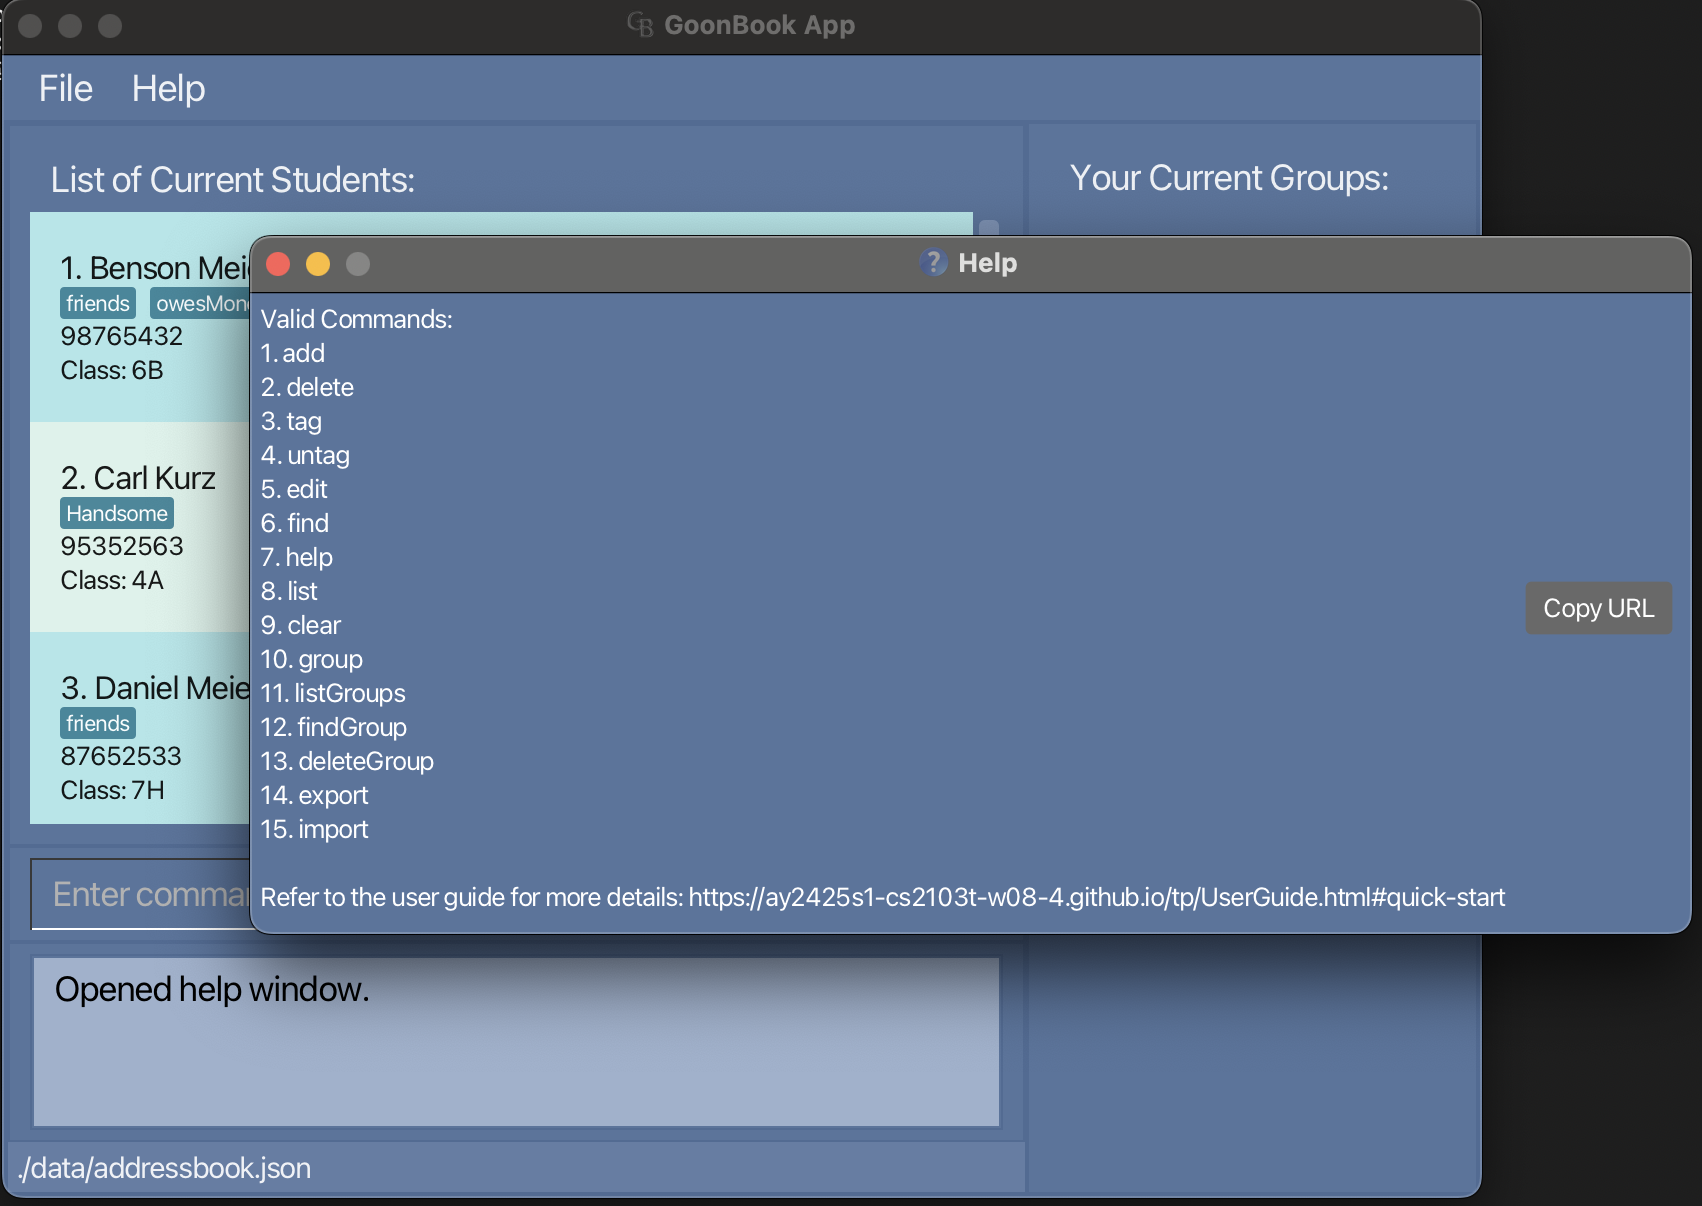 GB GoonBook App
File Help
List of Current Students:
Your Current Groups:
1. Benson
friends
98765432
Class: 6B
2. Carl Kurz
Handsome
95352563
Class: 4A
3. Daniel
friends
87652533
Class: 7H
Enter
Opened help window.
./data/addressbook.json
? Help
Valid Commands:
1. add
2. delete
3. tag
4. untag
5. edit
6. find
7. help
8. list
9. clear
10. group
11. listGroups
12. findGroup
13. deleteGroup
14. export
15. import
Refer to the user guide for more details: https://ay2425s1-cs2103t-w08-4.github.io/tp/UserGuide.html#quick-start
Copy URL